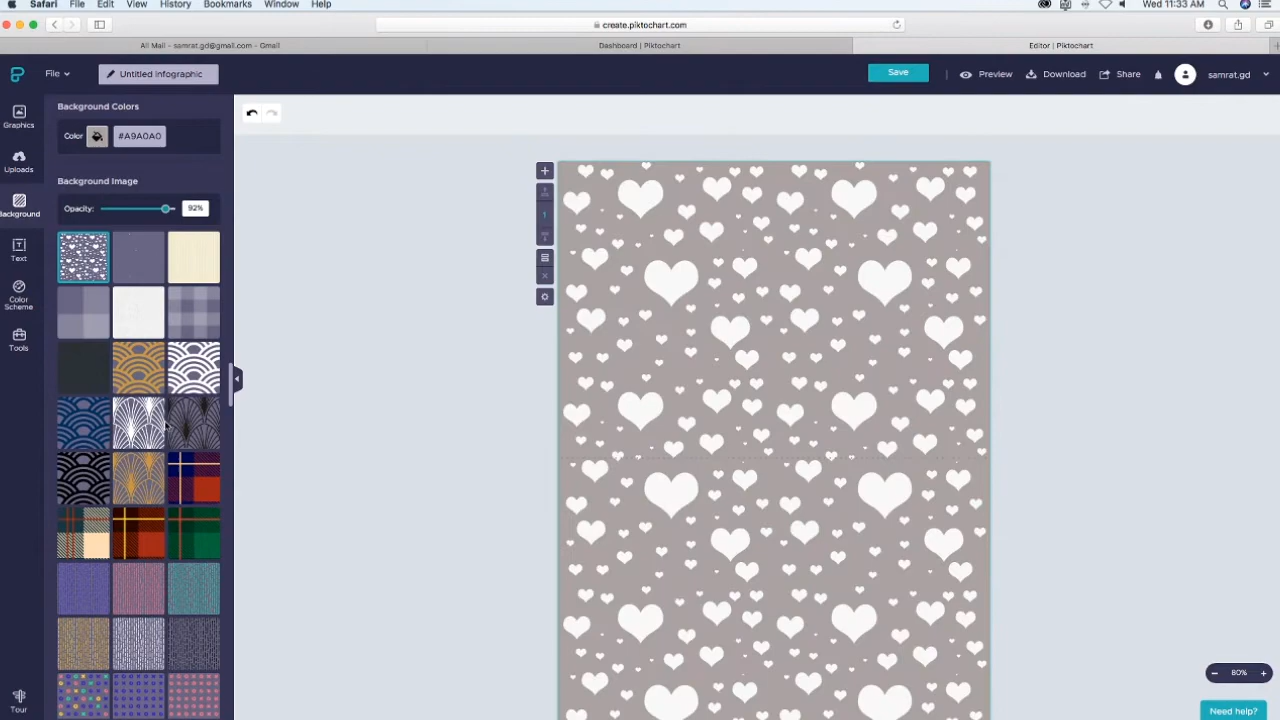 Safari File Edit View History Bookmarks Window Help Wed 11:33 AM
create.piktochart.com
All Mail - samrat.gd@gmail.com - Gmail Dashboard | Piktochart Editor | Piktochart
File Untitled Infographic Save Preview Download Share samrat.gd
Graphics
Uploads
Background
Text
Color
Scheme
Tools
Tour
Background Colors
Color #A9A0A0
Background Image
Opacity: 92%
1
80%
Need help?